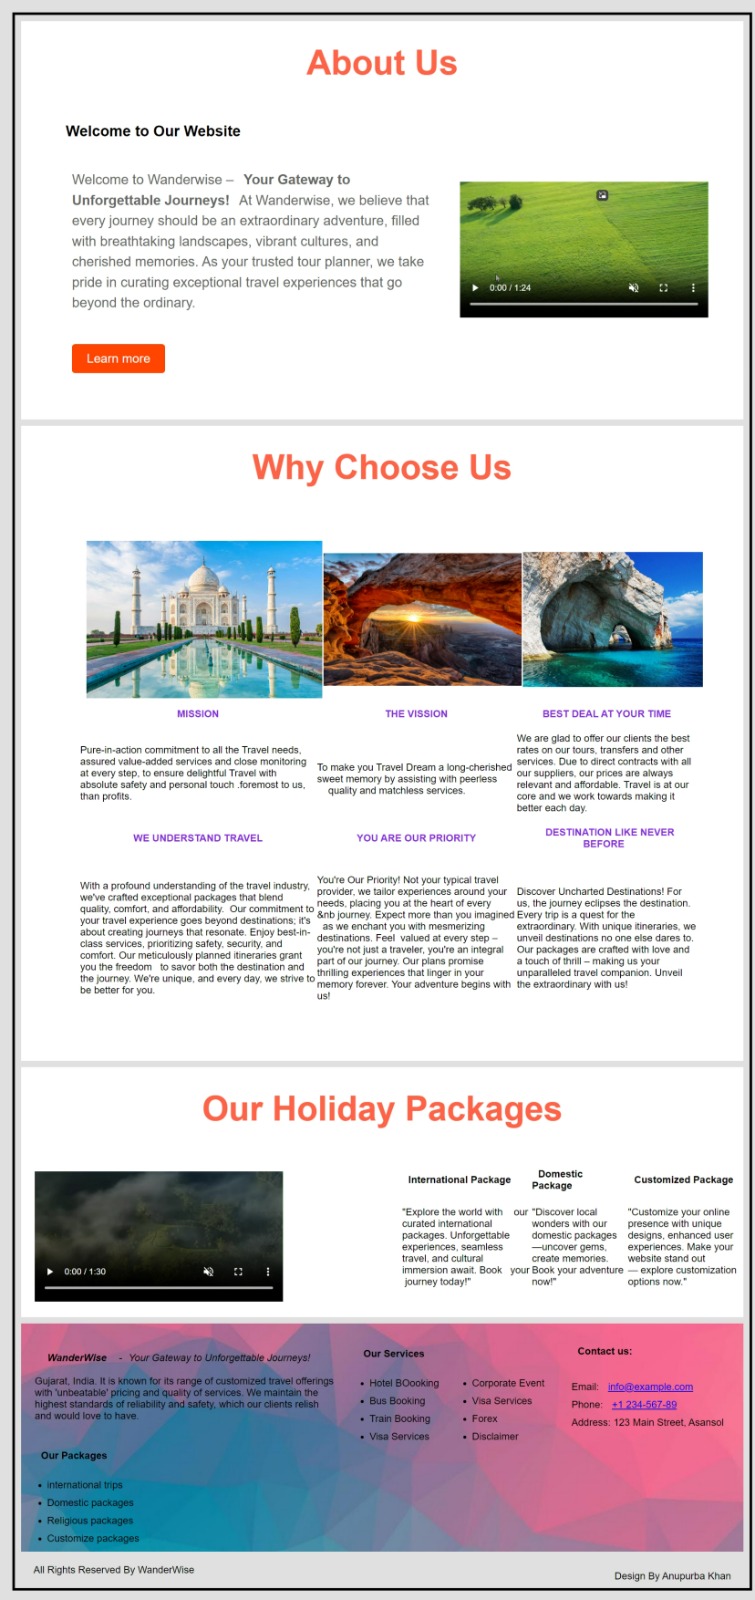 About Us
Welcome to Our Website
Welcome to Wanderwise – Your Gateway to
Unforgettable Journeys! At Wanderwise, we believe that
every journey should be an extraordinary adventure, filled
with breathtaking landscapes, vibrant cultures, and
cherished memories. As your trusted tour planner, we take
pride in curating exceptional travel experiences that go
beyond the ordinary.
0:00 / 1:24
Learn more
Why Choose Us
MISSION
Pure-in-action commitment to all the Travel needs,
assured value-added services and close monitoring
at every step, to ensure delightful Travel with
absolute safety and personal touch .foremost to us,
than profits.
THE VISSION
To make you Travel Dream a long-cherished
sweet memory by assisting with peerless
quality and matchless services.
BEST DEAL AT YOUR TIME
We are glad to offer our clients the best
rates on our tours, transfers and other
services. Due to direct contracts with all
our suppliers, our prices are always
relevant and affordable. Travel is at our
core and we work towards making it
better each day.
WE UNDERSTAND TRAVEL
With a profound understanding of the travel industry,
we've crafted exceptional packages that blend
quality, comfort, and affordability. Our commitment to
your travel experience goes beyond destinations; it's
about creating journeys that resonate. Enjoy best-in-
class services, prioritizing safety, security, and
comfort. Our meticulously planned itineraries grant
you the freedom to savor both the destination and
the journey. We're unique, and every day, we strive to
be better for you.
YOU ARE OUR PRIORITY
You're Our Priority! Not your typical travel
provider, we tailor experiences around your
needs, placing you at the heart of every
&nb journey. Expect more than you imagined
as we enchant you with mesmerizing
destinations. Feel valued at every step –
you're not just a traveler, you're an integral
part of our journey. Our plans promise
thrilling experiences that linger in your
memory forever. Your adventure begins with
us!
DESTINATION LIKE NEVER
BEFORE
Discover Uncharted Destinations! For
us, the journey eclipses the destination.
Every trip is a quest for the
extraordinary. With unique itineraries, we
unveil destinations no one else dares to.
Our packages are crafted with love and
a touch of thrill – making us your
unparalleled travel companion. Unveil
the extraordinary with us!
Our Holiday Packages
0:00 / 1:30
International Package
"Explore the world with our
curated international
packages. Unforgettable
experiences, seamless
travel, and cultural
immersion await. Book your
journey today!"
Domestic
Package
"Discover local
wonders with our
domestic packages
—uncover gems,
create memories.
Book your adventure
now!"
Customized Package
"Customize your online
presence with unique
designs, enhanced user
experiences. Make your
website stand out
— explore customization
options now."
WanderWise - Your Gateway to Unforgettable Journeys!
Gujarat, India. It is known for its range of customized travel offerings
with 'unbeatable' pricing and quality of services. We maintain the
highest standards of reliability and safety, which our clients relish
and would love to have.
Our Packages
• international trips
• Domestic packages
• Religious packages
• Customize packages
Our Services
• Hotel BOooking
• Bus Booking
• Train Booking
• Visa Services
• Corporate Event
• Visa Services
• Forex
• Disclaimer
Contact us:
Email: info@example.com
Phone: +1 234-567-89
Address: 123 Main Street, Asansol
All Rights Reserved By WanderWise
Design By Anupurba Khan